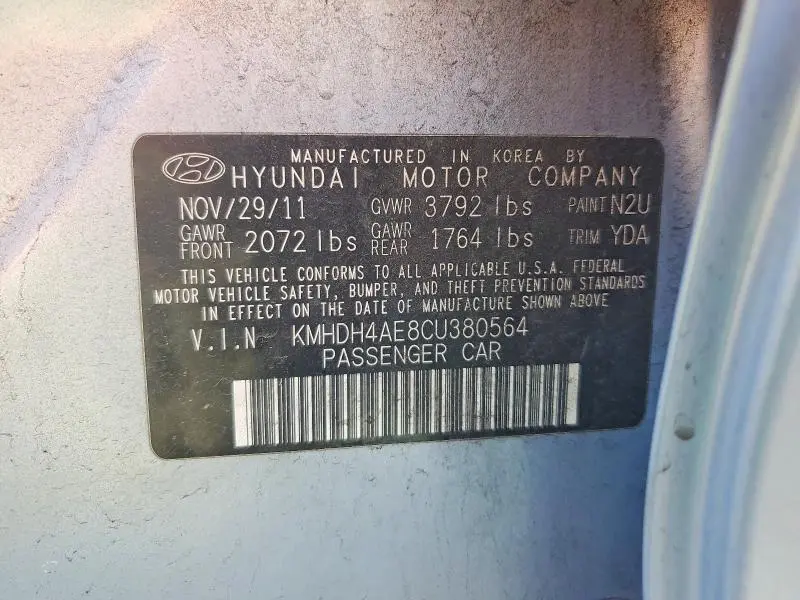 MANUFACTURED IN KOREA BY
HYUNDAI MOTOR COMPANY
NOV/29/11 GVWR 3792 lbs PAINT N2U
GAWR FRONT 2072 lbs GAWR REAR 1764 lbs TRIM YDA
THIS VEHICLE CONFORMS TO ALL APPLICABLE U.S.A. FEDERAL
MOTOR VEHICLE SAFETY, BUMPER, AND THEFT PREVENTION STANDARDS
IN EFFECT ON THE DATE OF MANUFACTURE SHOWN ABOVE
V.I.N KMHDH4AE8CU380564
PASSENGER CAR